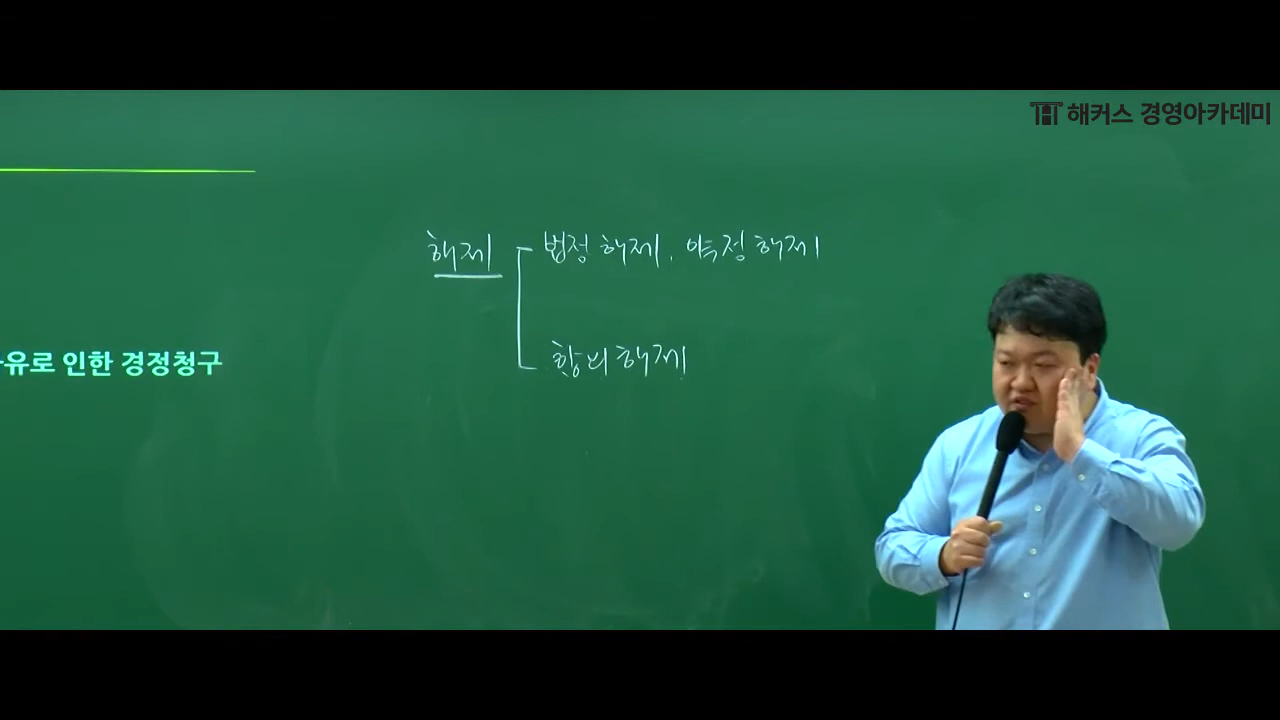 해커스 경영아카데미
해제 법정 해제, 약정 해제
유로 인한 경정청구
합의 해제